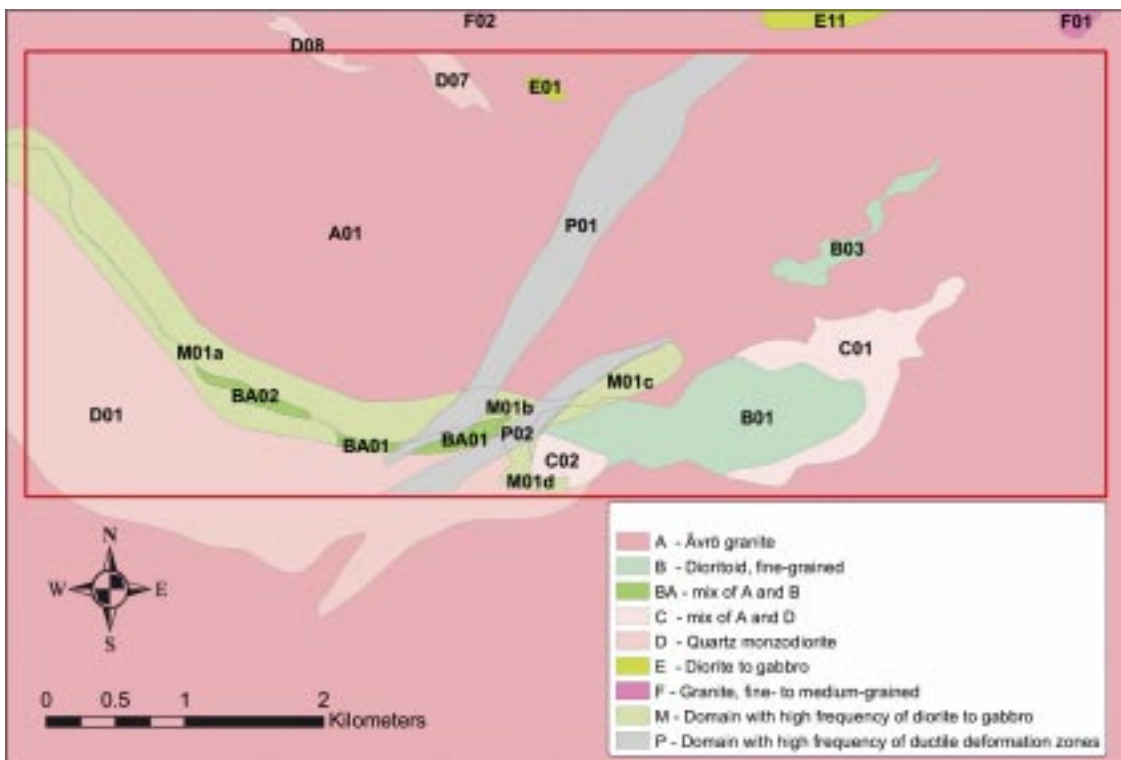 F02
E11
F01
D08
D07
E01
A01
P01
B03
M01a
BA02
D01
BA01
BA01
M01b
P02
M01c
C01
B01
C02
M01d
N
W E
S
0 0.5 1 2
Kilometers
A - Ävrö granite
B - Dioritoid, fine-grained
BA - mix of A and B
C - mix of A and D
D - Quartz monzodiorite
E - Diorite to gabbro
F - Granite, fine- to medium-grained
M - Domain with high frequency of diorite to gabbro
P - Domain with high frequency of ductile deformation zones